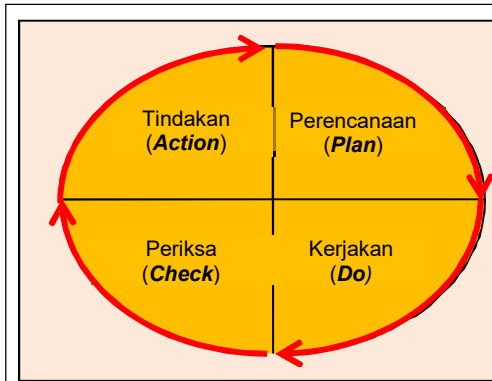 Tindakan
(Action)
Perencanaan
(Plan)
Periksa
(Check)
Kerjakan
(Do)